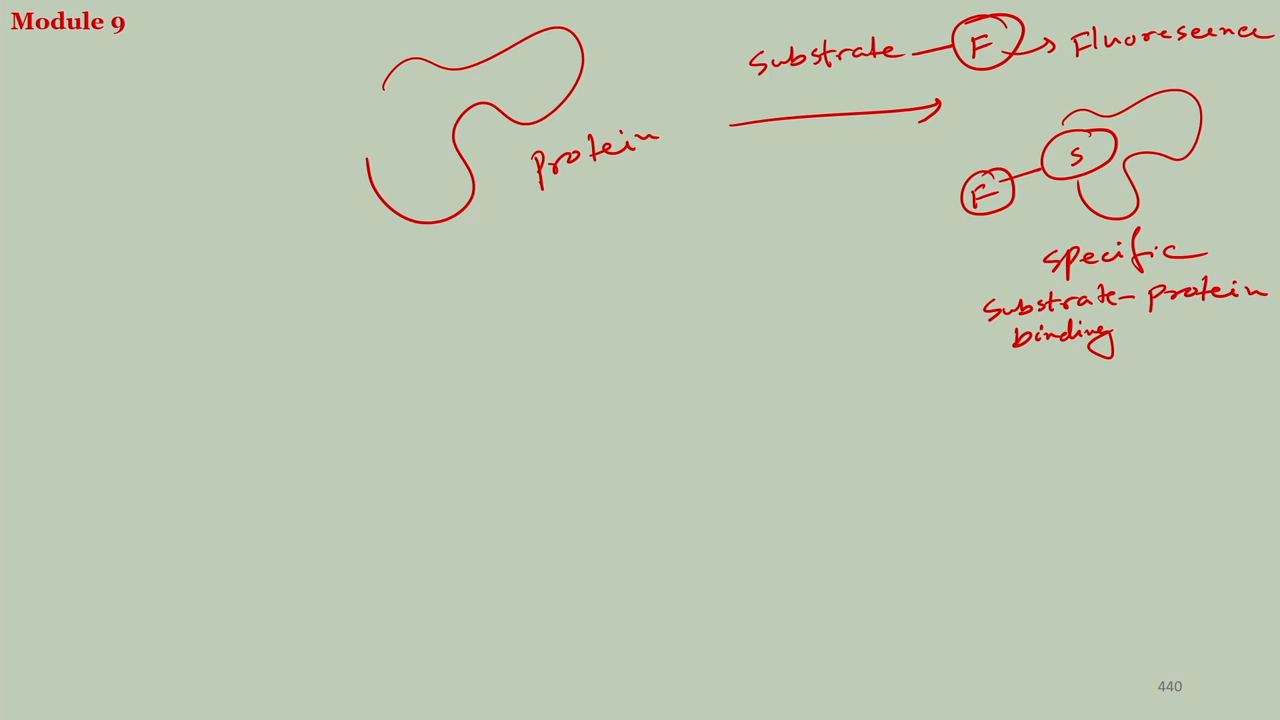 Module 9
Substrate - F → Fluorescence
Protein
S
F
specific
substrate- protein
binding
440